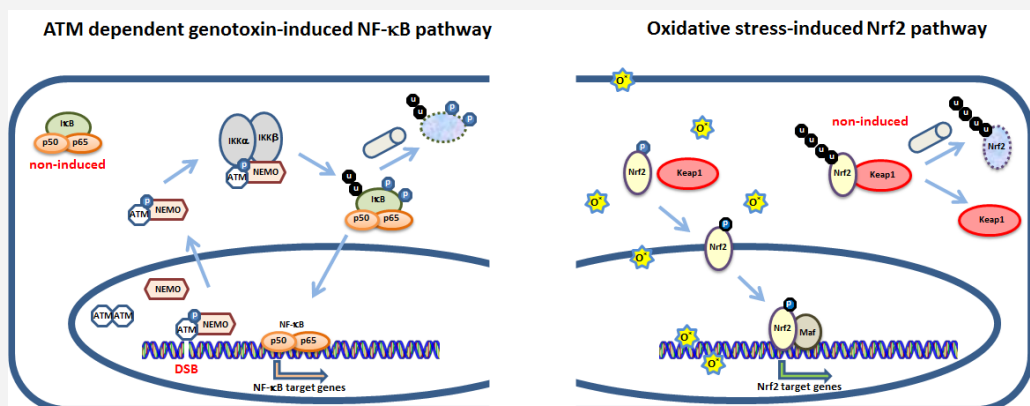 ATM dependent genotoxin-induced NF-κB pathway
IκB
p50 p65
non-induced
IKKα IKKβ
P
ATM NEMO
u
u
P
P
u
u
P
P
IκB
p50 p65
P
ATM NEMO
NEMO
ATM ATM
P
ATM NEMO
DSB
NF-κB
p50 p65
NF-κB target genes
Oxidative stress-induced Nrf2 pathway
O*
O*
P
Nrf2 Keap1
O*
O*
P
Nrf2
O*
non-induced
u
u
u
u
Nrf2 Keap1
u
u
u
u
Nrf2
Keap1
P
Nrf2 Maf
O*
O*
Nrf2 target genes